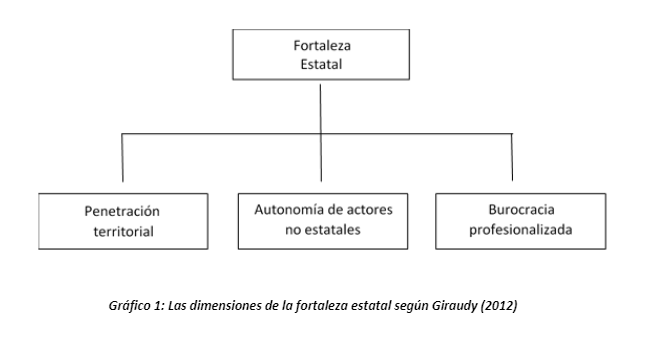 Fortaleza
Estatal
Penetración
territorial
Autonomía de actores
no estatales
Burocracia
profesionalizada
Gráfico 1: Las dimensiones de la fortaleza estatal según Giraudy (2012)